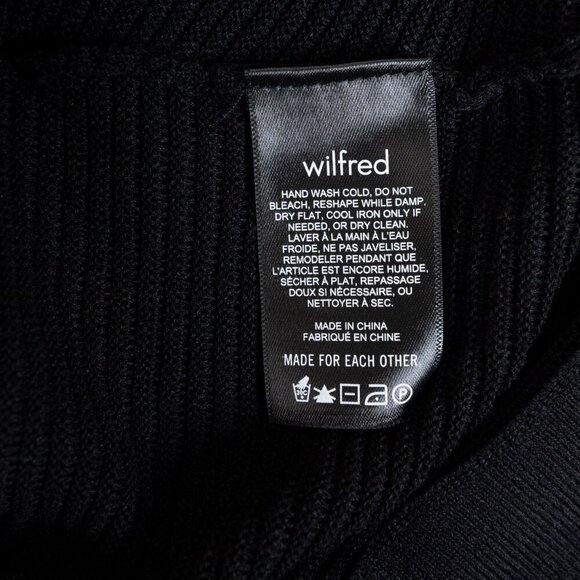 wilfred
HAND WASH COLD, DO NOT
BLEACH, RESHAPE WHILE DAMP,
DRY FLAT, COOL IRON ONLY IF
NEEDED, OR DRY CLEAN.
LAVER À LA MAIN À L'EAU
FROIDE, NE PAS JAVELISER,
REMODELER PENDANT QUE
L'ARTICLE EST ENCORE HUMIDE,
SÉCHER À PLAT, REPASSAGE
DOUX SI NÉCESSAIRE, OU
NETTOYER À SEC.
MADE IN CHINA
FABRIQUÉ EN CHINE
MADE FOR EACH OTHER
P